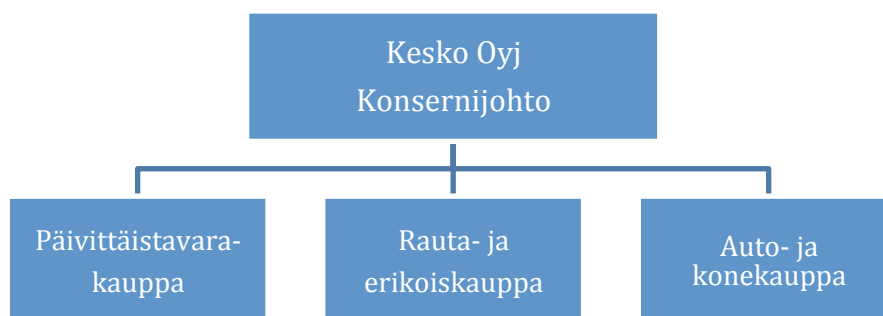 Kesko Oyj
Konsernijohto
Päivittäistavara-
kauppa
Rauta- ja
erikoiskauppa
Auto- ja
konekauppa